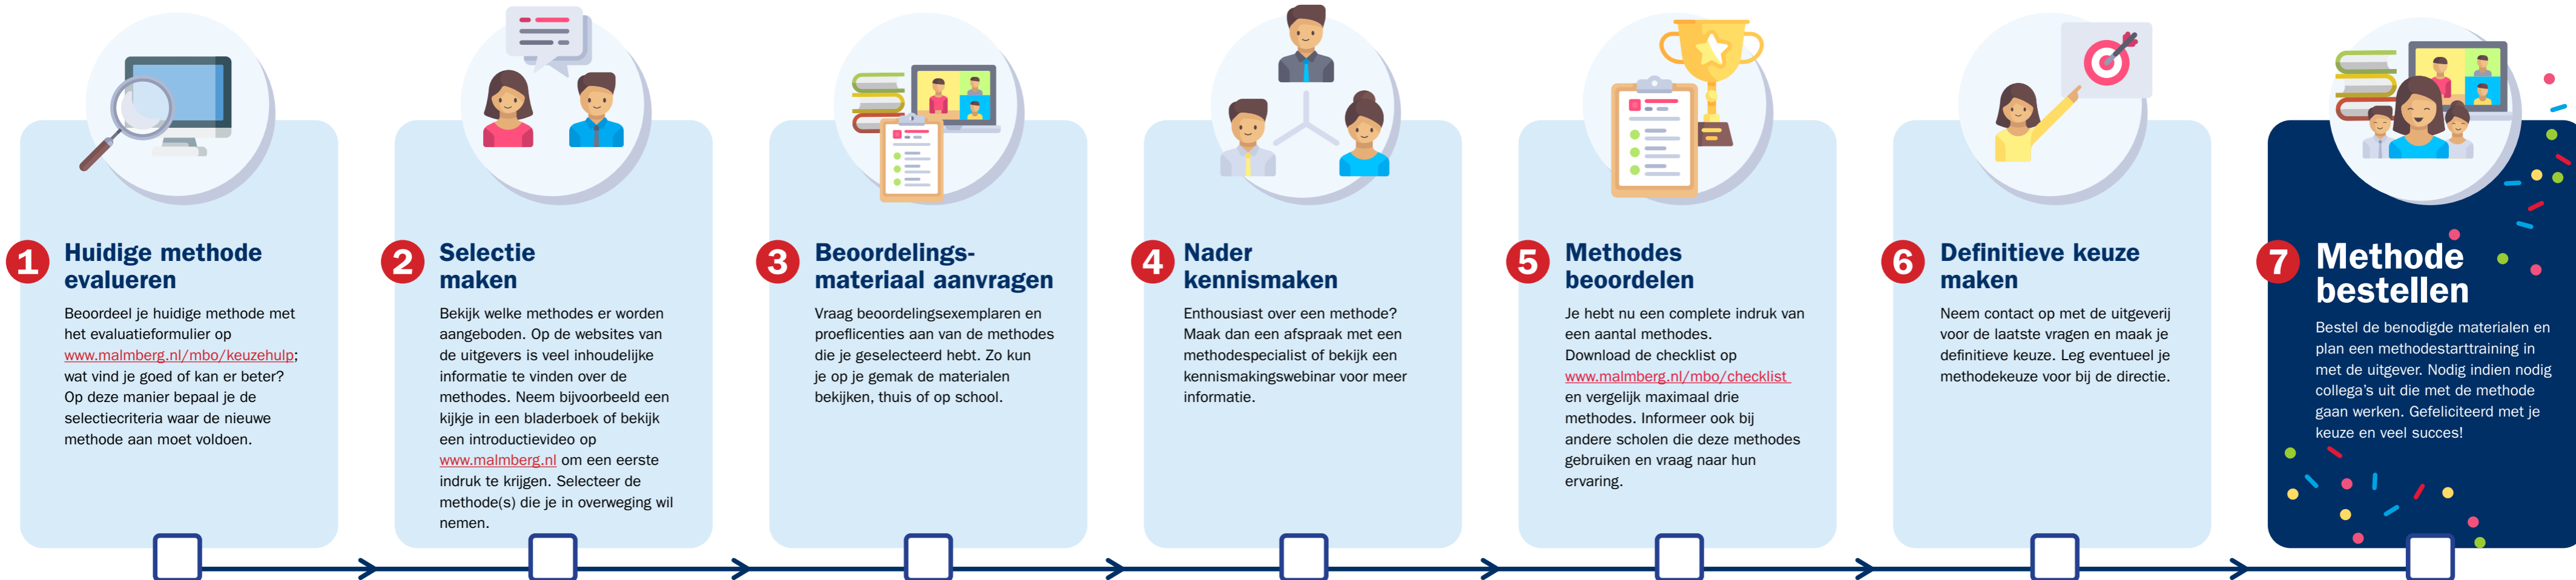 1
Huidige methode
evalueren
Beoordeel je huidige methode met
het evaluatieformulier op
www.malmberg.nl/mbo/keuzehulp;
wat vind je goed of kan er beter?
Op deze manier bepaal je de
selectiecriteria waar de nieuwe
methode aan moet voldoen.
2
Selectie
maken
Bekijk welke methodes er worden
aangeboden. Op de websites van
de uitgevers is veel inhoudelijke
informatie te vinden over de
methodes. Neem bijvoorbeeld een
kijkje in een bladerboek of bekijk
een introductievideo op
www.malmberg.nl om een eerste
indruk te krijgen. Selecteer de
methode(s) die je in overweging wil
nemen.
3
Beoordelings-
materiaal aanvragen
Vraag beoordelingsexemplaren en
proeflicenties aan van de methodes
die je geselecteerd hebt. Zo kun
je op je gemak de materialen
bekijken, thuis of op school.
4
Nader
kennismaken
Enthousiast over een methode?
Maak dan een afspraak met een
methodespecialist of bekijk een
kennismakingswebinar voor meer
informatie.
5
Methodes
beoordelen
Je hebt nu een complete indruk van
een aantal methodes.
Download de checklist op
www.malmberg.nl/mbo/checklist
en vergelijk maximaal drie
methodes. Informeer ook bij
andere scholen die deze methodes
gebruiken en vraag naar hun
ervaring.
6
Definitieve keuze
maken
Neem contact op met de uitgeverij
voor de laatste vragen en maak je
definitieve keuze. Leg eventueel je
methodekeuze voor bij de directie.
7
Methode
bestellen
Bestel de benodigde materialen en
plan een methodestarttraining in
met de uitgever. Nodig indien nodig
collega's uit die met de methode
gaan werken. Gefeliciteerd met je
keuze en veel succes!